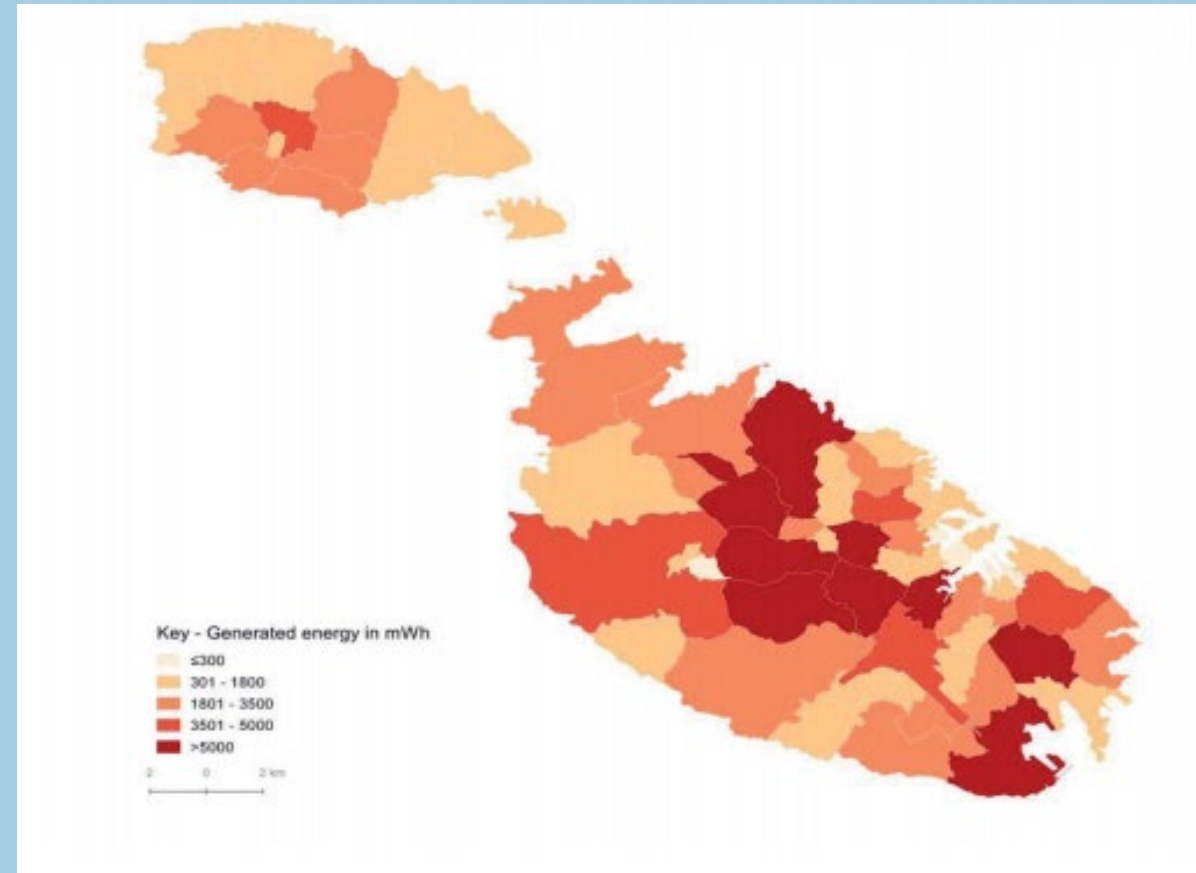 Key - Generated energy in mWh
≤300
301 - 1800
1801 - 3500
3501 - 5000
>5000
2 0 2 km